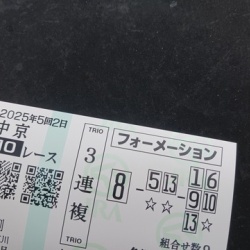 2025年5回2日
中京
10レース
TRIO
3連複
TRIO
フォーメーション
8 - 5 13 1 6
☆☆ 9 10
13 ☆
組合せ数